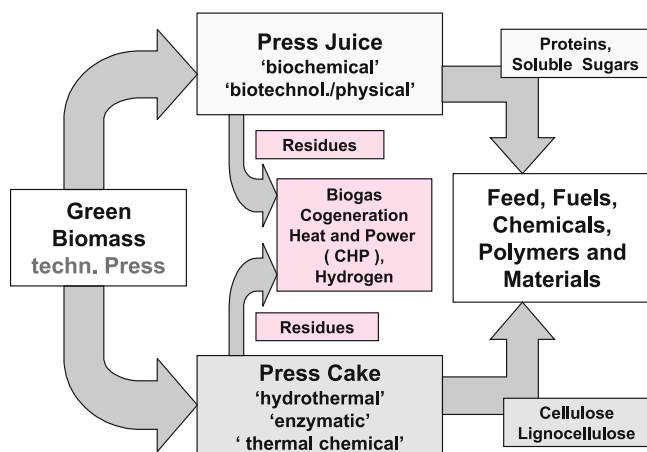 Press Juice
‘biochemical’
‘biotechnol./physical’
Proteins,
Soluble Sugars
Residues
Green
Biomass
techn. Press
Biogas
Cogeneration
Heat and Power
( CHP ),
Hydrogen
Feed, Fuels,
Chemicals,
Polymers and
Materials
Residues
Press Cake
‘hydrothermal’
‘enzymatic’
‘ thermal chemical’
Cellulose
Lignocellulose